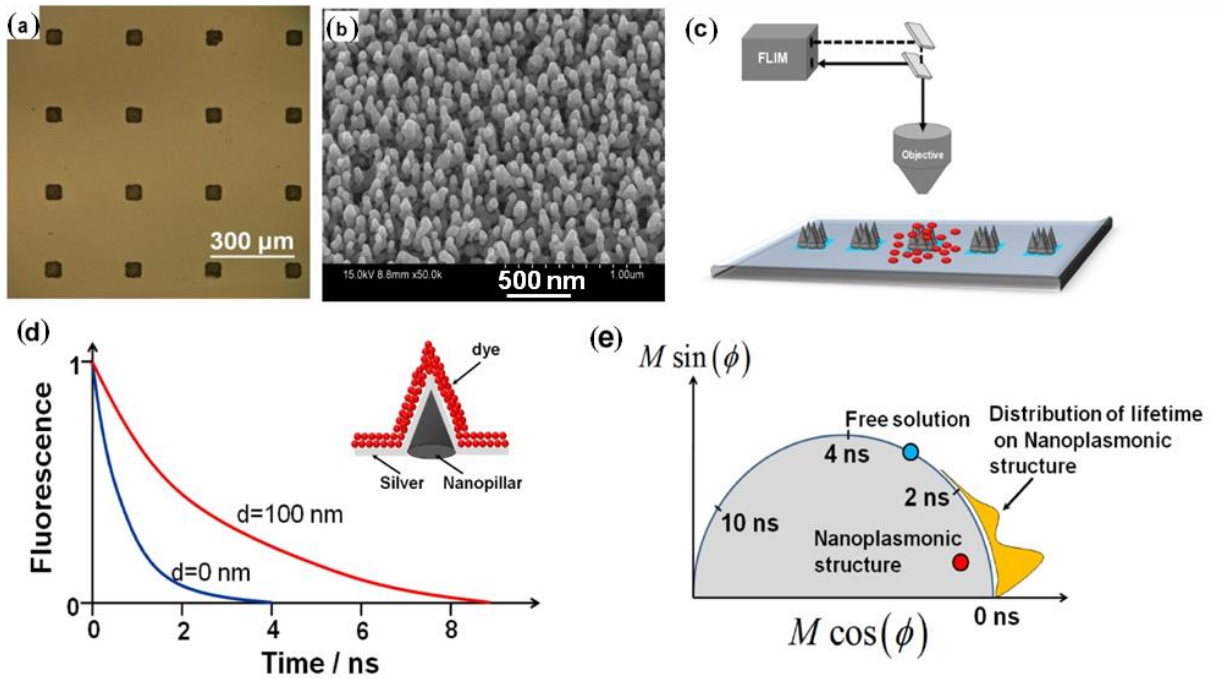 (a)
300 µm
(b)
15.0kV 8.8mm x50.0k
500 nm
1.00um
(c)
FLIM
Objective
(d)
Fluorescence
1
0
d=100 nm
d=0 nm
0 2 4 6 8
Time / ns
dye
Silver
Nanopillar
(e)
M sin(ϕ)
Free solution
Distribution of lifetime
on Nanoplasmonic
structure
4 ns
2 ns
10 ns
Nanoplasmonic
structure
0 ns
M cos(ϕ)